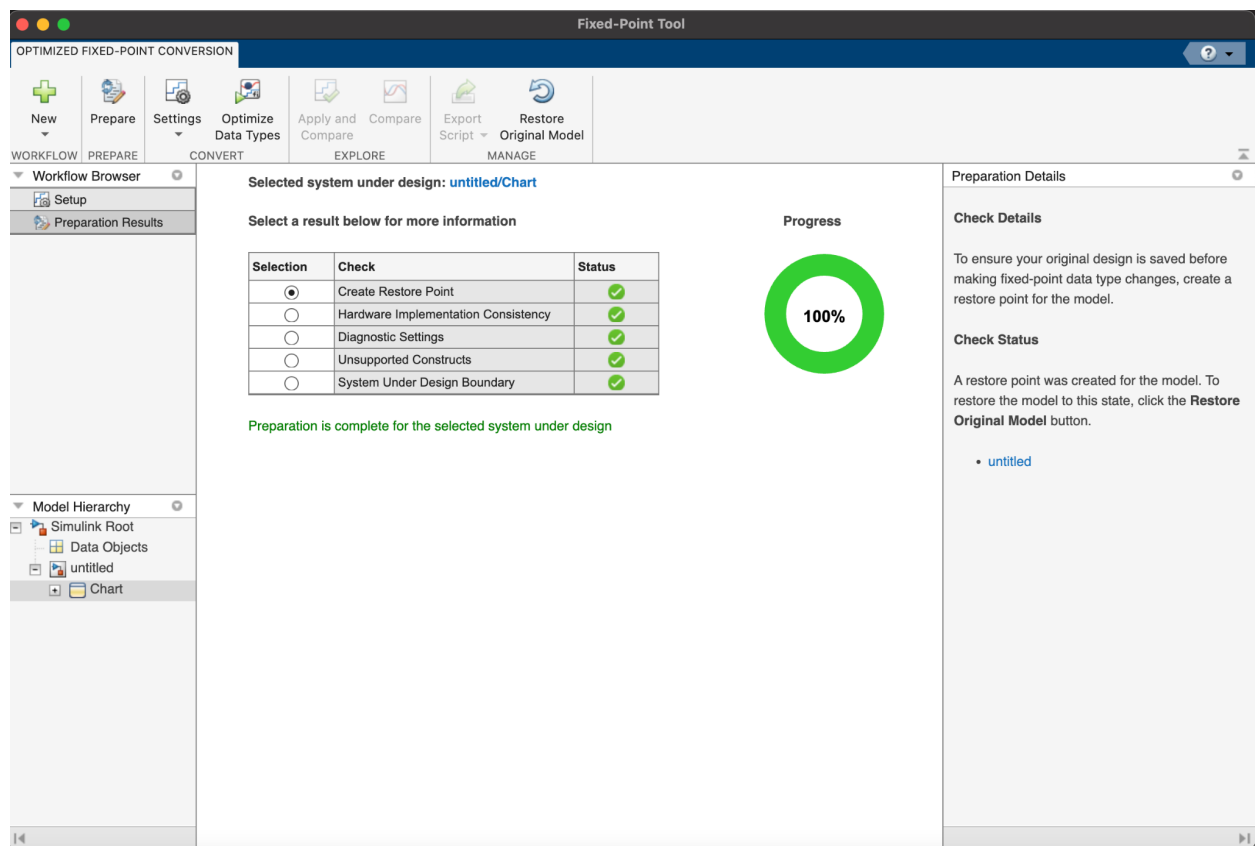 Fixed-Point Tool
OPTIMIZED FIXED-POINT CONVERSION
?
New
Prepare
Settings
Optimize
Data Types
Apply and
Compare
Compare
Export
Script
Restore
Original Model
WORKFLOW
PREPARE
CONVERT
EXPLORE
MANAGE
Workflow Browser
Setup
Preparation Results
Model Hierarchy
Simulink Root
Data Objects
untitled
Chart
Selected system under design: untitled/Chart
Select a result below for more information
Selection Check Status
Create Restore Point
Hardware Implementation Consistency
Diagnostic Settings
Unsupported Constructs
System Under Design Boundary
Preparation is complete for the selected system under design
Progress
100%
Preparation Details
Check Details
To ensure your original design is saved before
making fixed-point data type changes, create a
restore point for the model.
Check Status
A restore point was created for the model. To
restore the model to this state, click the Restore
Original Model button.
• untitled